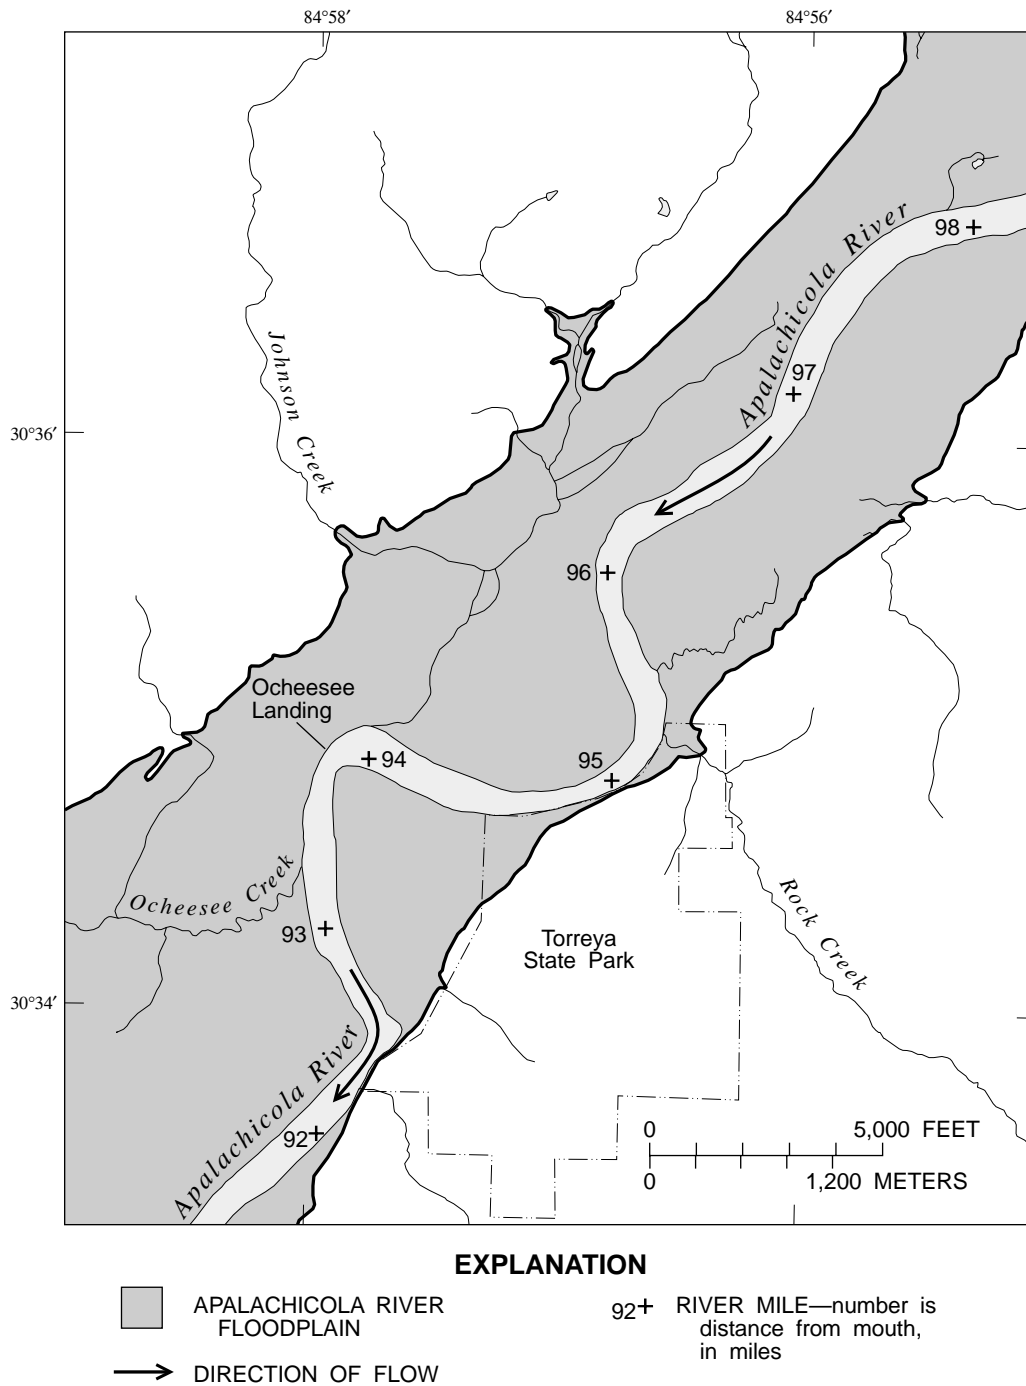 84°58′
84°56′
98
Apalachicola River
97
Johnson Creek
30°36′
96
Ocheesee
Landing
94
95
Ocheesee Creek
93
Rock Creek
Torreya
State Park
30°34′
Apalachicola River
92
0 5,000 FEET
0 1,200 METERS
EXPLANATION
APALACHICOLA RIVER
FLOODPLAIN
DIRECTION OF FLOW
92 RIVER MILE—number is
distance from mouth,
in miles